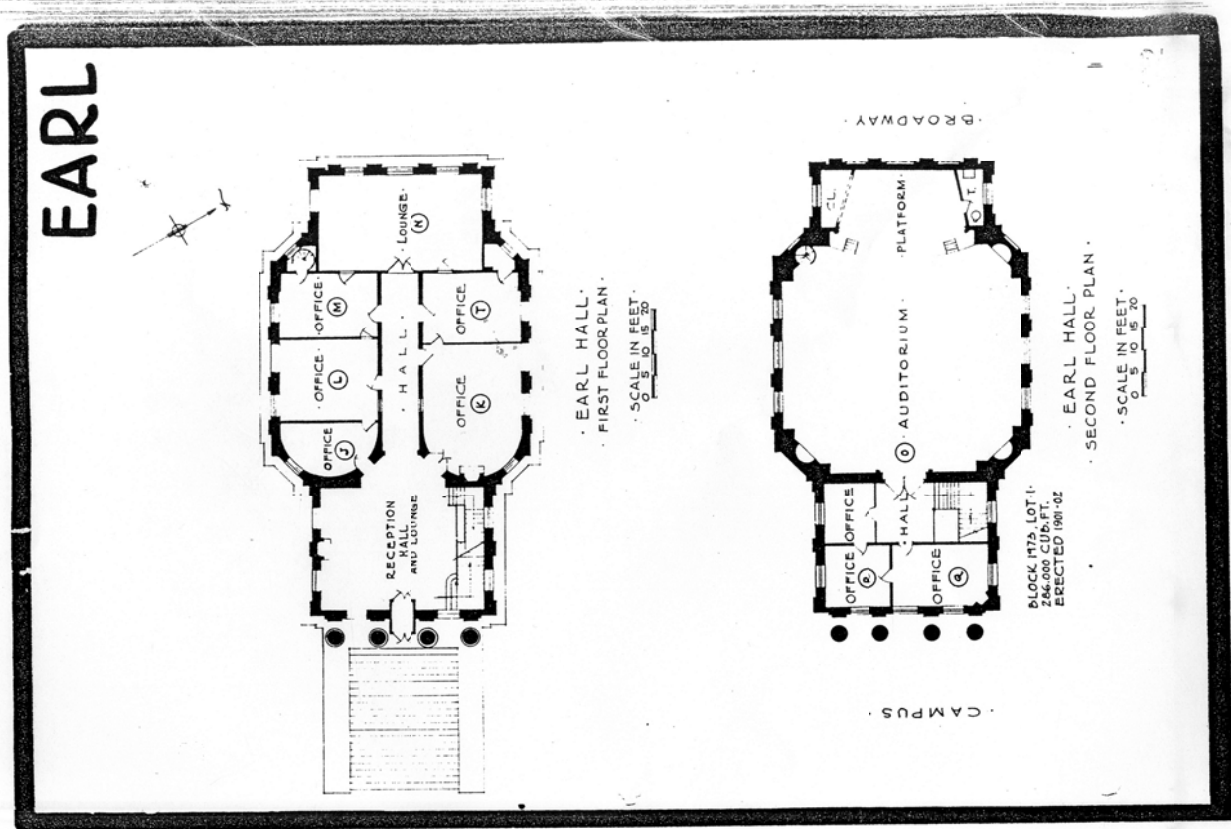 EARL
· LOUNGE ·
N
· OFFICE ·
M
OFFICE
T
· HALL ·
· OFFICE ·
L
OFFICE
K
OFFICE
J
RECEPTION
HALL
AND LOUNGE
· EARL HALL ·
· FIRST FLOOR PLAN ·
· SCALE IN FEET ·
0 5 10 15 20
· BROADWAY ·
CL.
· PLATFORM ·
T.
· AUDITORIUM ·
O
OFFICE
· HALL ·
OFFICE
OFFICE
Q
· EARL HALL ·
· SECOND FLOOR PLAN ·
· SCALE IN FEET ·
0 5 10 15 20
BLOCK 1973, LOT·1·
286.000 CUB.FT.
ERECTED 1901-02
· CAMPUS ·